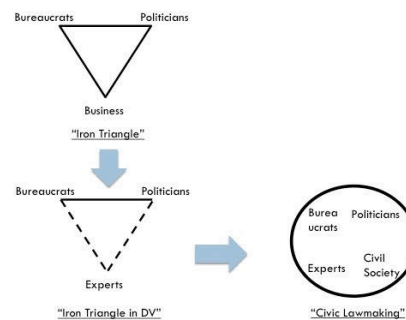 Bureaucrats Politicians
Business
"Iron Triangle"
Bureaucrats Politicians
Experts
"Iron Triangle in DV"
Burea
ucrats
Politicians
Experts
Civil
Society
"Civic Lawmaking"